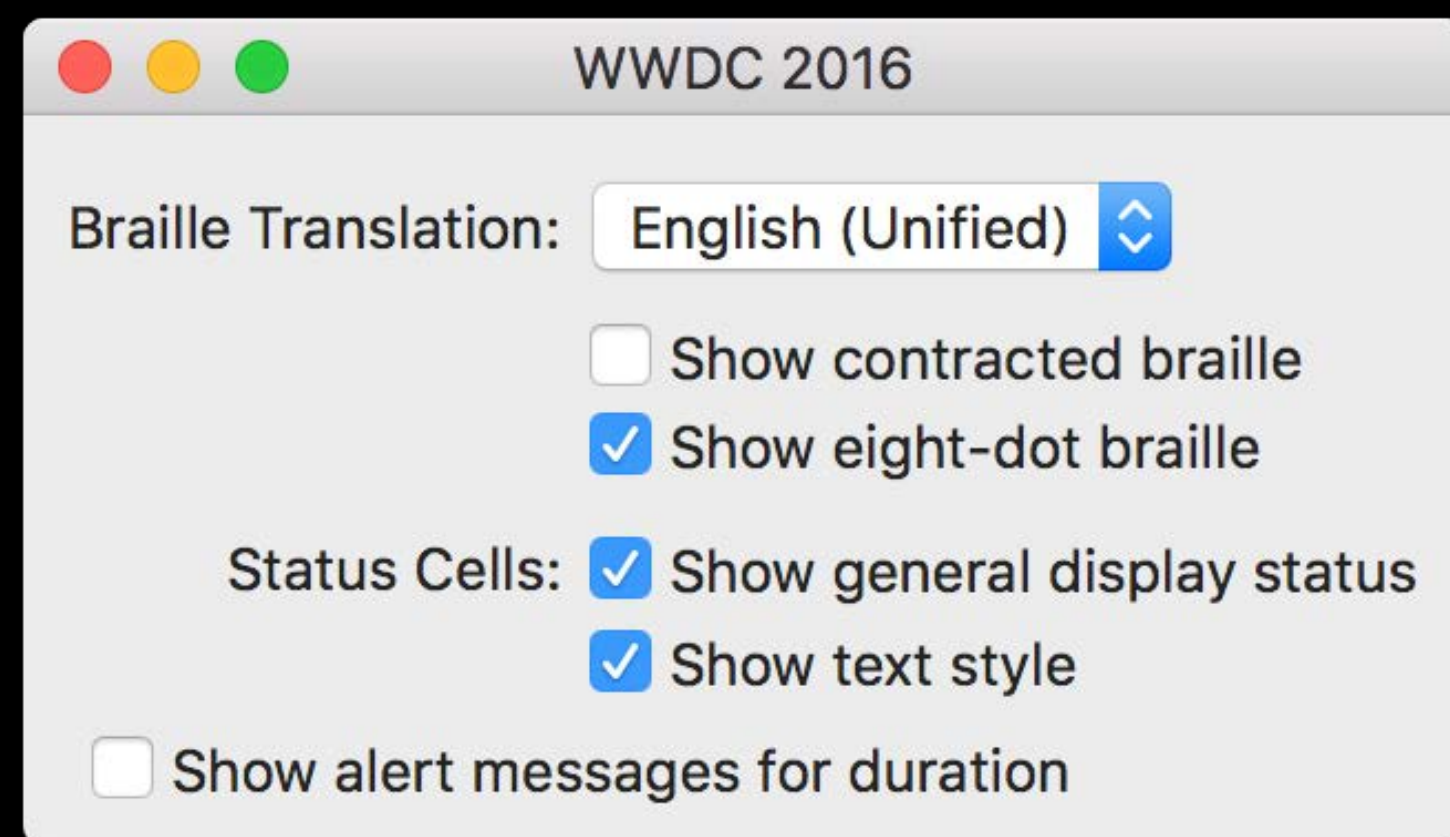 WWDC 2016
Braille Translation: English (Unified)
Show contracted braille
Show eight-dot braille
Status Cells: Show general display status
Show text style
Show alert messages for duration